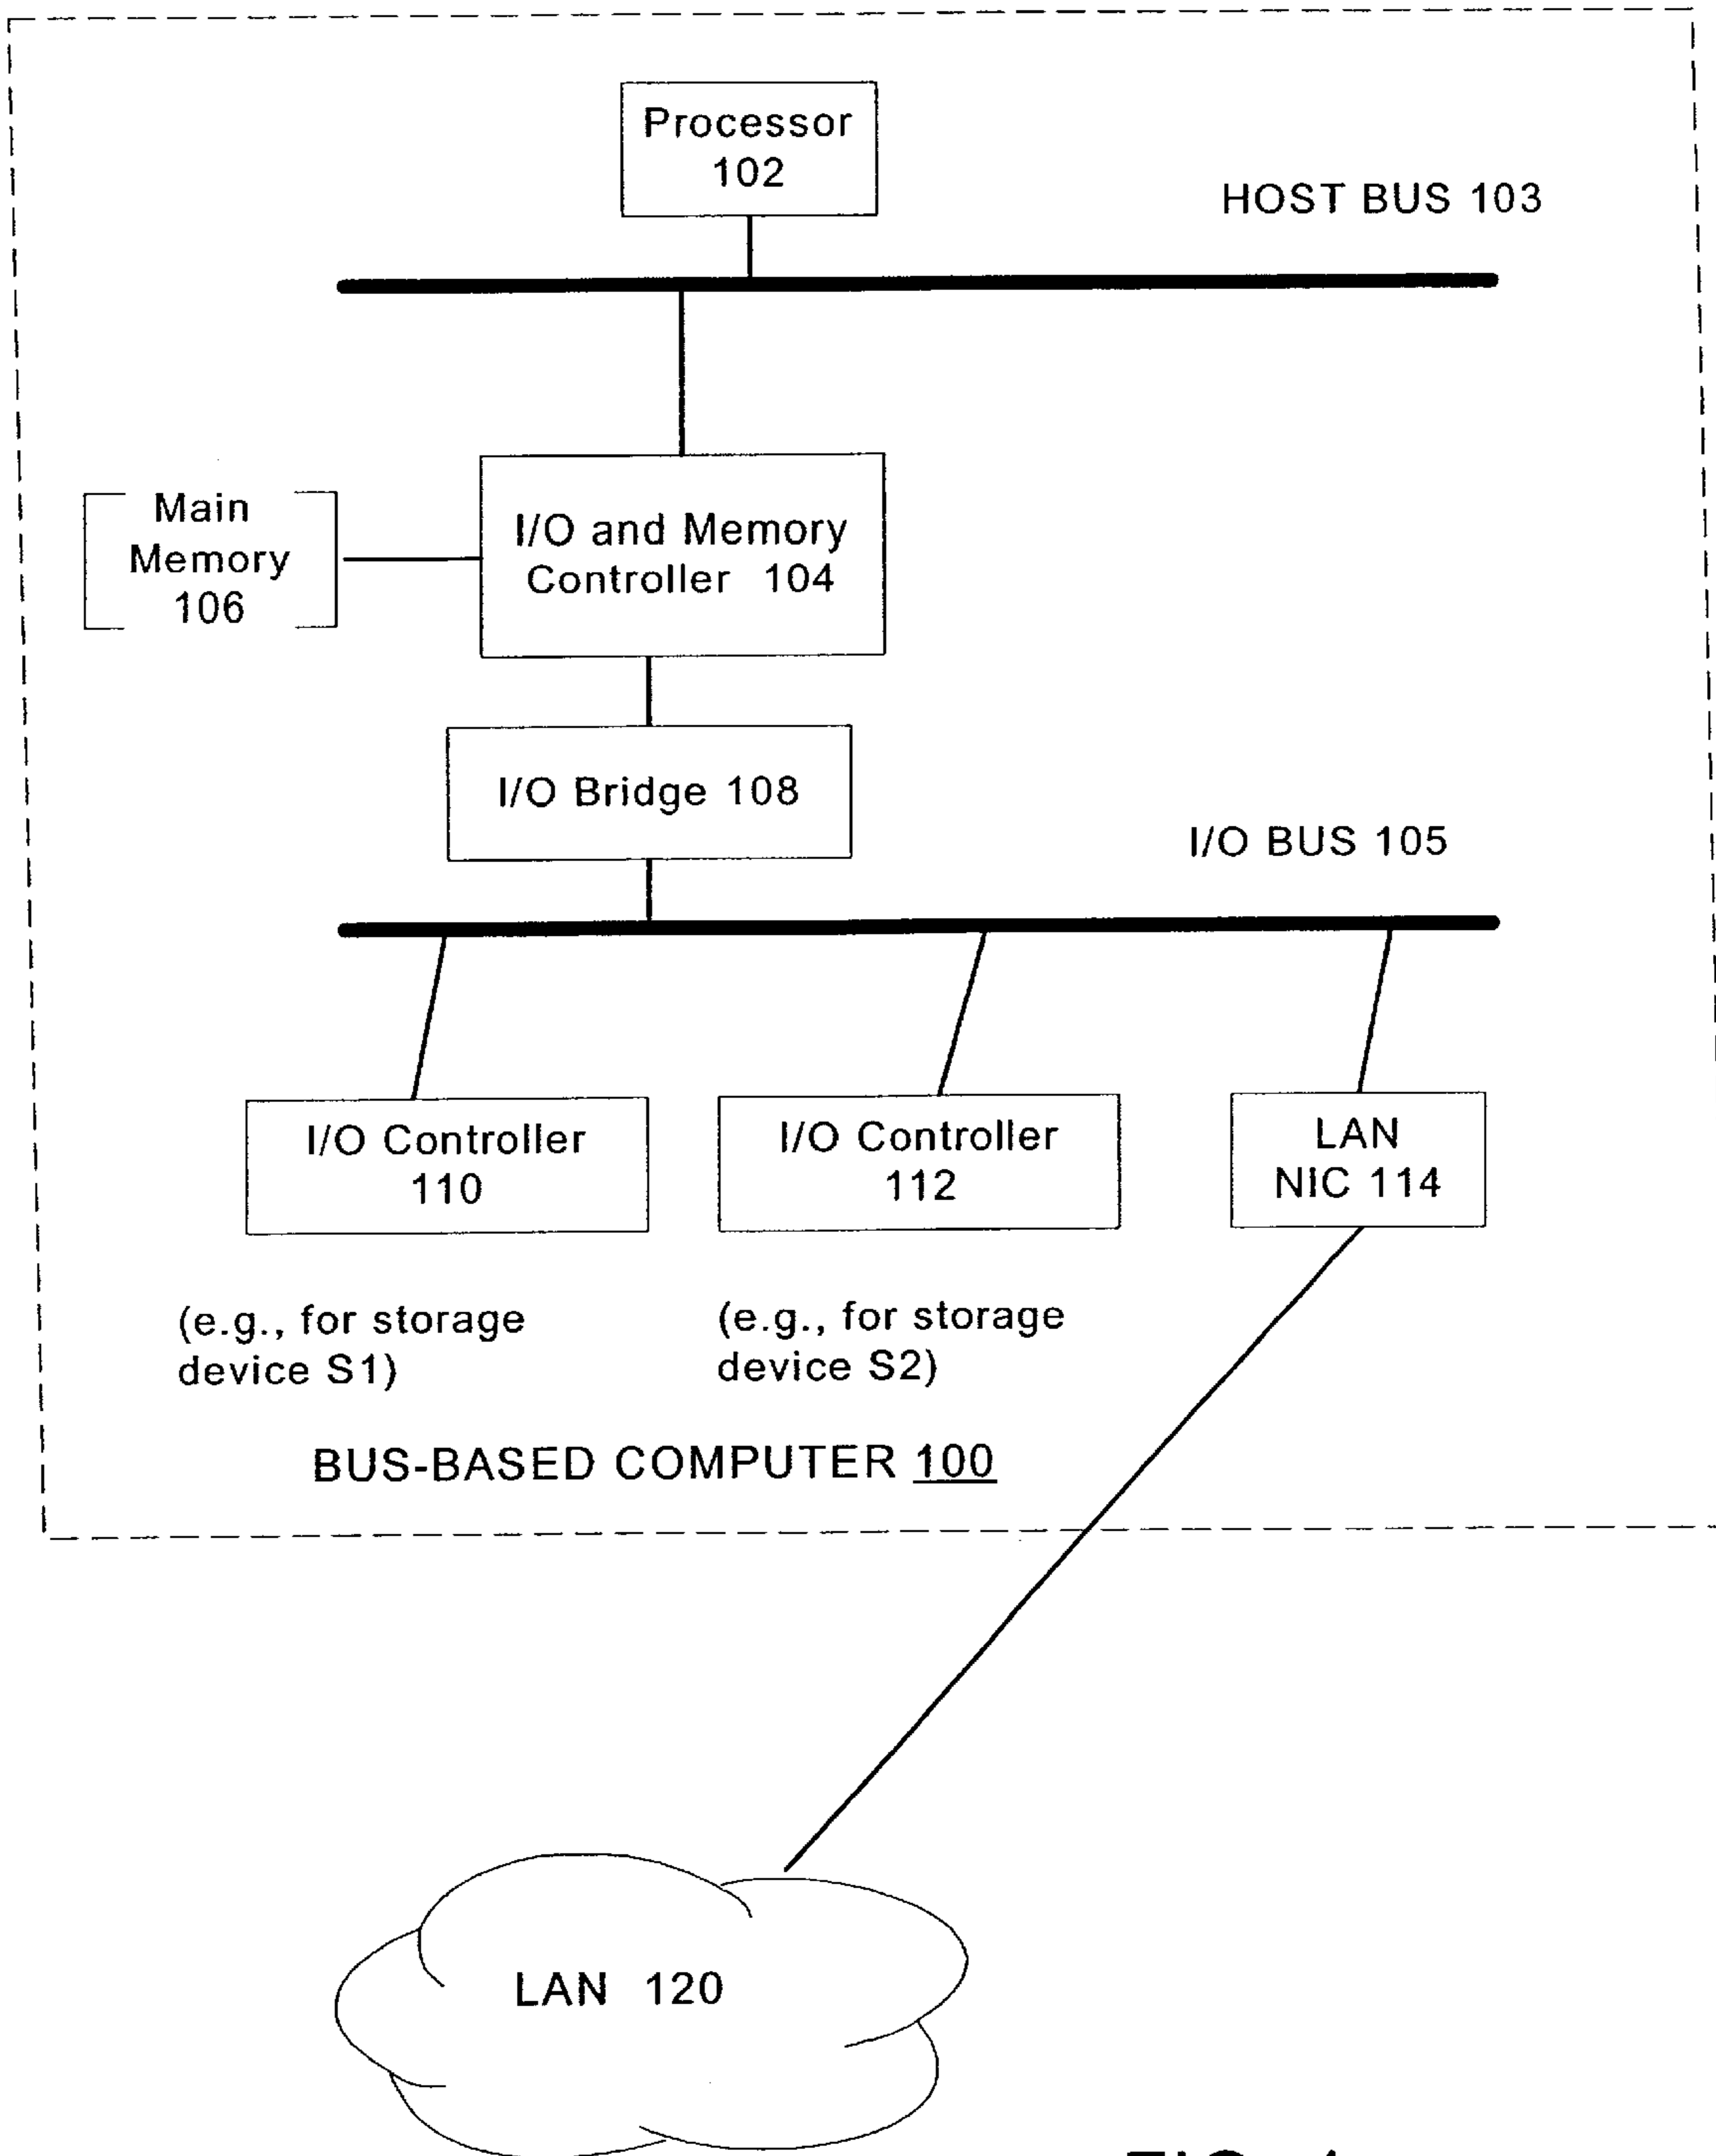 Processor
102
HOST BUS 103
Main
Memory
106
I/O and Memory
Controller 104
I/O Bridge 108
I/O BUS 105
I/O Controller
110
I/O Controller
112
LAN
NIC 114
(e.g., for storage
device S1)
(e.g., for storage
device S2)
BUS-BASED COMPUTER 100
LAN 120